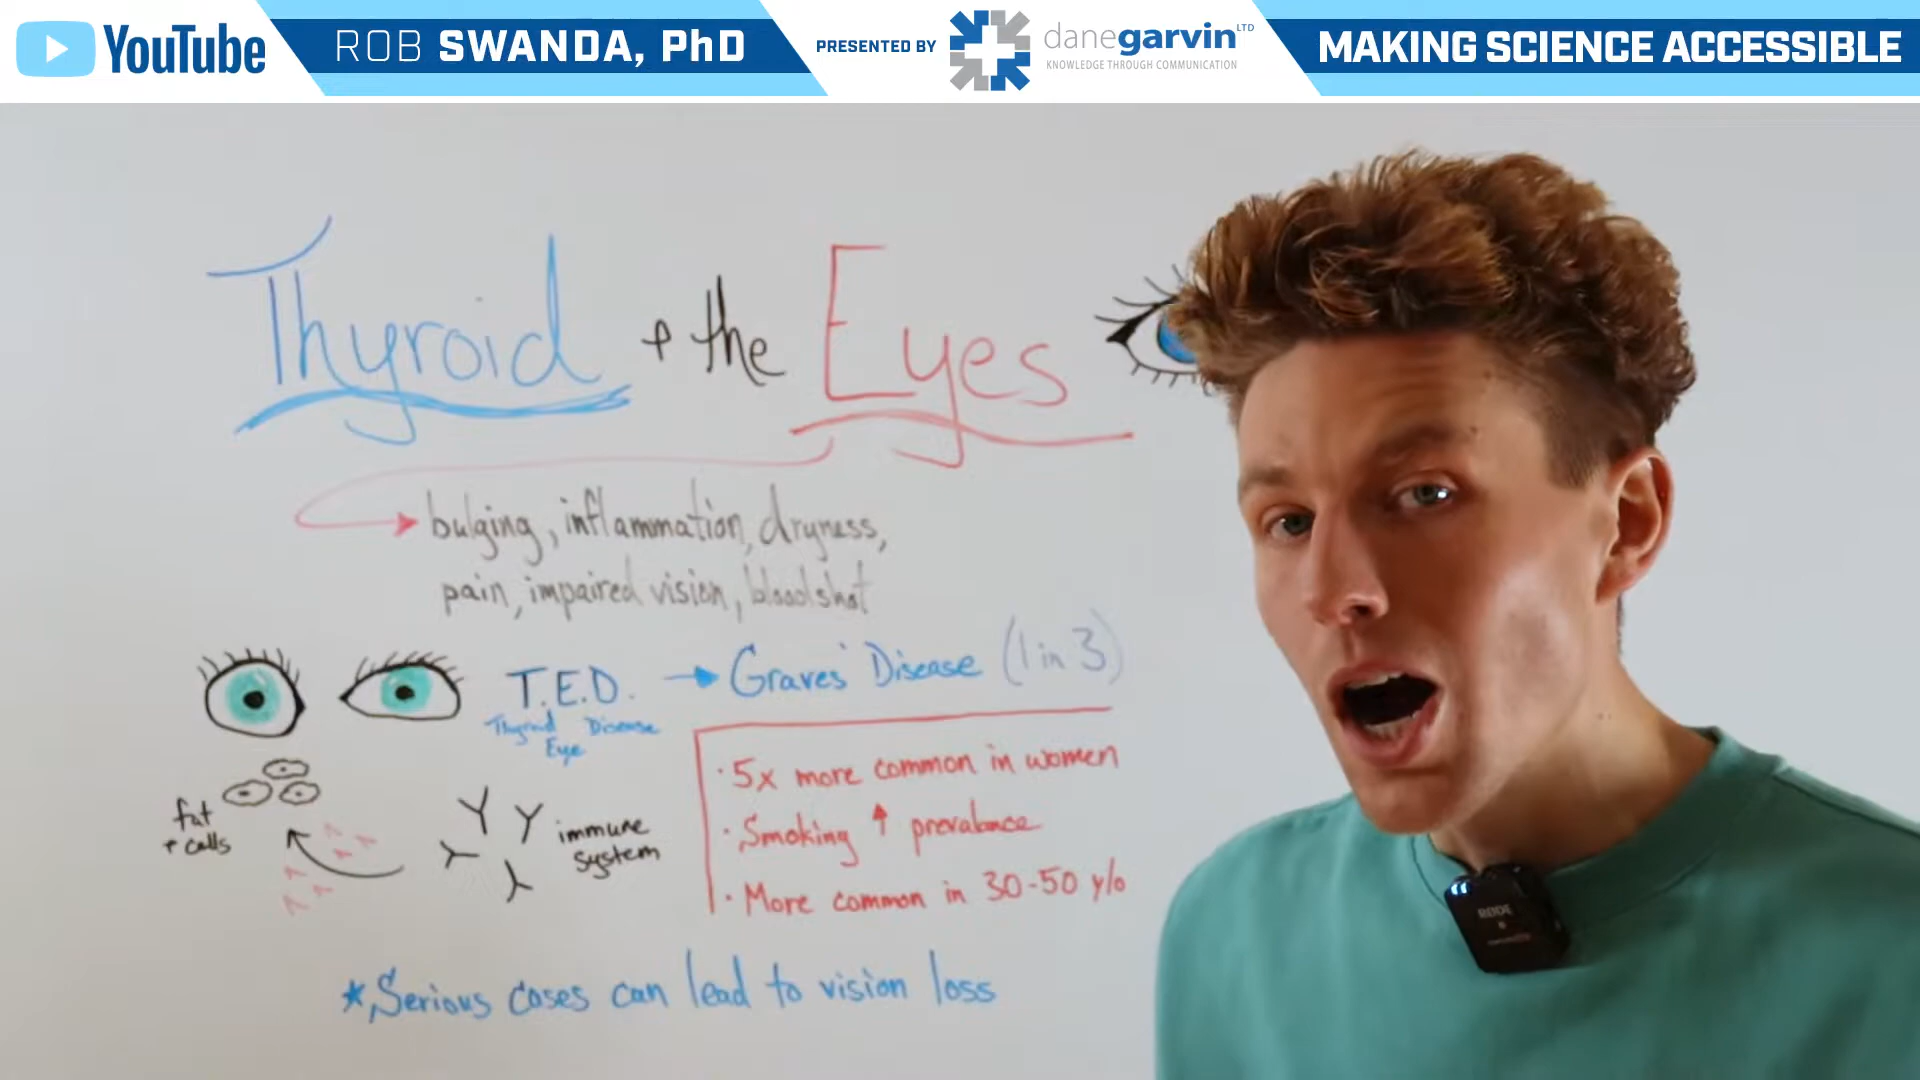 YouTube
ROB SWANDA, PhD
PRESENTED BY
danegarvin LTD
KNOWLEDGE THROUGH COMMUNICATION
MAKING SCIENCE ACCESSIBLE
Thyroid + the Eyes
bulging, inflammation, dryness,
pain, impaired vision, bloodshot
T.E.D. → Graves' Disease (1 in 3)
Thyroid Disease
Eye
· 5x more common in women
· Smoking ↑ prevalance
· More common in 30-50 y/o
fat
+ cells
immune
system
RØDE
*Serious cases can lead to vision loss